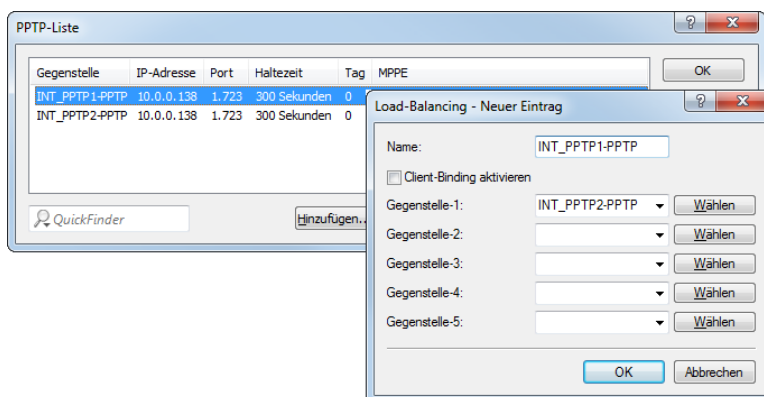 PPTP-Liste
Gegenstelle IP-Adresse Port Haltezeit Tag MPPE
INT_PPTP1-PPTP 10.0.0.138 1.723 300 Sekunden 0
INT_PPTP2-PPTP 10.0.0.138 1.723 300 Sekunden 0
OK
QuickFinder
Hinzufügen..
Load-Balancing - Neuer Eintrag
Name: INT_PPTP1-PPTP
Client-Binding aktivieren
Gegenstelle-1: INT_PPTP2-PPTP Wählen
Gegenstelle-2: Wählen
Gegenstelle-3: Wählen
Gegenstelle-4: Wählen
Gegenstelle-5: Wählen
OK Abbrechen